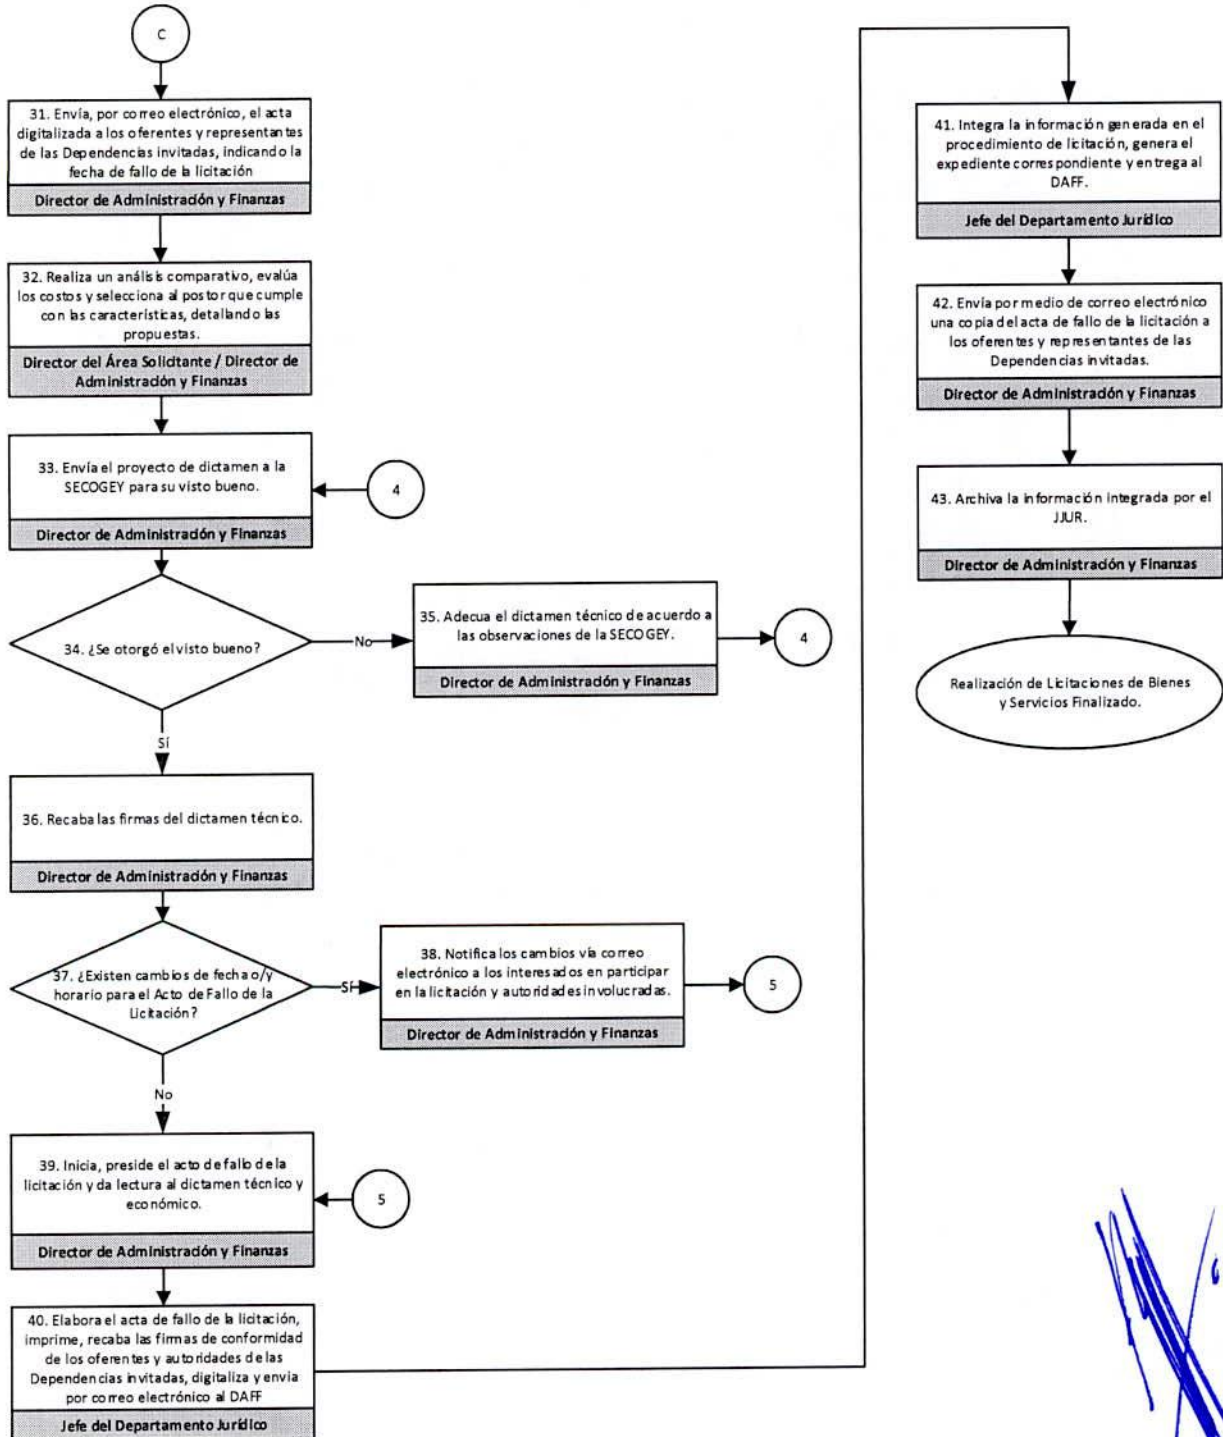 C
31. Envía, por correo electrónico, el acta
digitalizada a los oferentes y representantes
de las Dependencias invitadas, indicando la
fecha de fallo de la licitación
Director de Administración y Finanzas
32. Realiza un análisis comparativo, evalúa
los costos y selecciona al postor que cumple
con las características, detallando las
propuestas.
Director del Área Solicitante / Director de
Administración y Finanzas
33. Envía el proyecto de dictamen a la
SECOGEY para su visto bueno.
Director de Administración y Finanzas
4
34. ¿Se otorgó el visto bueno?
No
35. Adecua el dictamen técnico de acuerdo a
las observaciones de la SECOGEY.
Director de Administración y Finanzas
4
Sí
36. Recaba las firmas del dictamen técnico.
Director de Administración y Finanzas
37. ¿Existen cambios de fecha o/y
horario para el Acto de Fallo de la
Licitación?
Sí
38. Notifica los cambios vía correo
electrónico a los interesados en participar
en la licitación y autoridades involucradas.
Director de Administración y Finanzas
5
No
39. Inicia, preside el acto de fallo de la
licitación y da lectura al dictamen técnico y
económico.
Director de Administración y Finanzas
5
40. Elabora el acta de fallo de la licitación,
imprime, recaba las firmas de conformidad
de los oferentes y autoridades de las
Dependencias invitadas, digitaliza y envia
por correo electrónico al DAFF
Jefe del Departamento Jurídico
41. Integra la información generada en el
procedimiento de licitación, genera el
expediente correspondiente y entrega al
DAFF.
Jefe del Departamento Jurídico
42. Envía por medio de correo electrónico
una copia del acta de fallo de la licitación a
los oferentes y representantes de las
Dependencias invitadas.
Director de Administración y Finanzas
43. Archiva la información integrada por el
JJUR.
Director de Administración y Finanzas
Realización de Licitaciones de Bienes
y Servicios Finalizado.